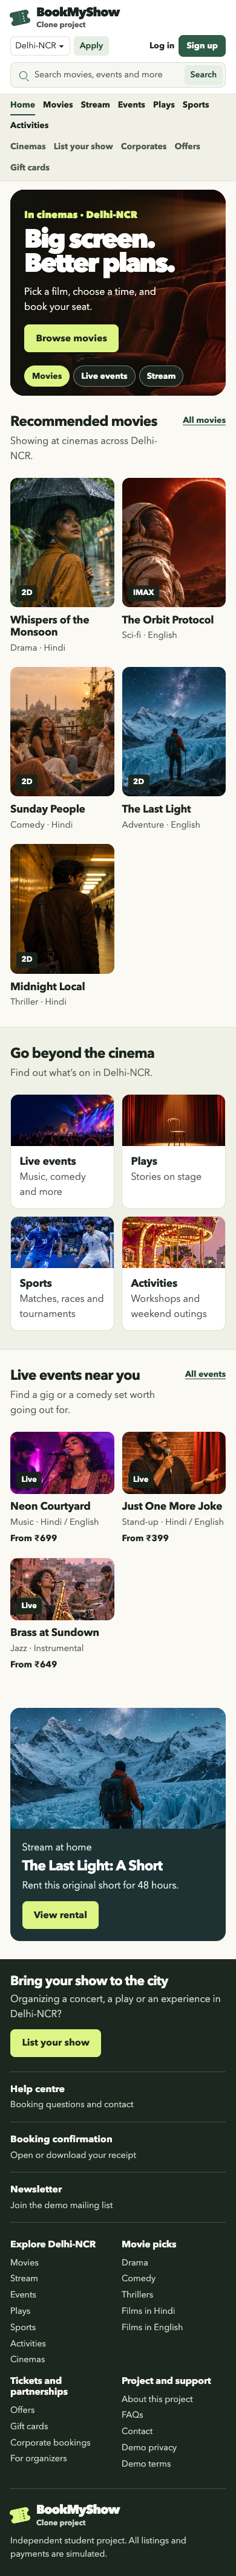 BookMyShow
Clone project
Delhi-NCR
Apply
Log in
Sign up
Search movies, events and more
Search
Home Movies Stream Events Plays Sports
Activities
Cinemas List your show Corporates Offers
Gift cards
In cinemas · Delhi-NCR
Big screen.
Better plans.
Pick a film, choose a time, and
book your seat.
Browse movies
Movies
Live events
Stream
Recommended movies
All movies
Showing at cinemas across Delhi-
NCR.
2D
Whispers of the
Monsoon
Drama · Hindi
IMAX
The Orbit Protocol
Sci-fi · English
2D
Sunday People
Comedy · Hindi
2D
The Last Light
Adventure · English
2D
Midnight Local
Thriller · Hindi
Go beyond the cinema
Find out what's on in Delhi-NCR.
Live events
Music, comedy
and more
Plays
Stories on stage
Sports
Matches, races and
tournaments
Activities
Workshops and
weekend outings
Live events near you
All events
Find a gig or a comedy set worth
going out for.
Live
Neon Courtyard
Music · Hindi / English
From ₹699
Live
Just One More Joke
Stand-up · Hindi / English
From ₹399
Live
Brass at Sundown
Jazz · Instrumental
From ₹649
Stream at home
The Last Light: A Short
Rent this original short for 48 hours.
View rental
Bring your show to the city
Organizing a concert, a play or an experience in
Delhi-NCR?
List your show
Help centre
Booking questions and contact
Booking confirmation
Open or download your receipt
Newsletter
Join the demo mailing list
Explore Delhi-NCR
Movies
Stream
Events
Plays
Sports
Activities
Cinemas
Movie picks
Drama
Comedy
Thrillers
Films in Hindi
Films in English
Tickets and
partnerships
Offers
Gift cards
Corporate bookings
For organizers
Project and support
About this project
FAQs
Contact
Demo privacy
Demo terms
BookMyShow
Clone project
Independent student project. All listings and
payments are simulated.